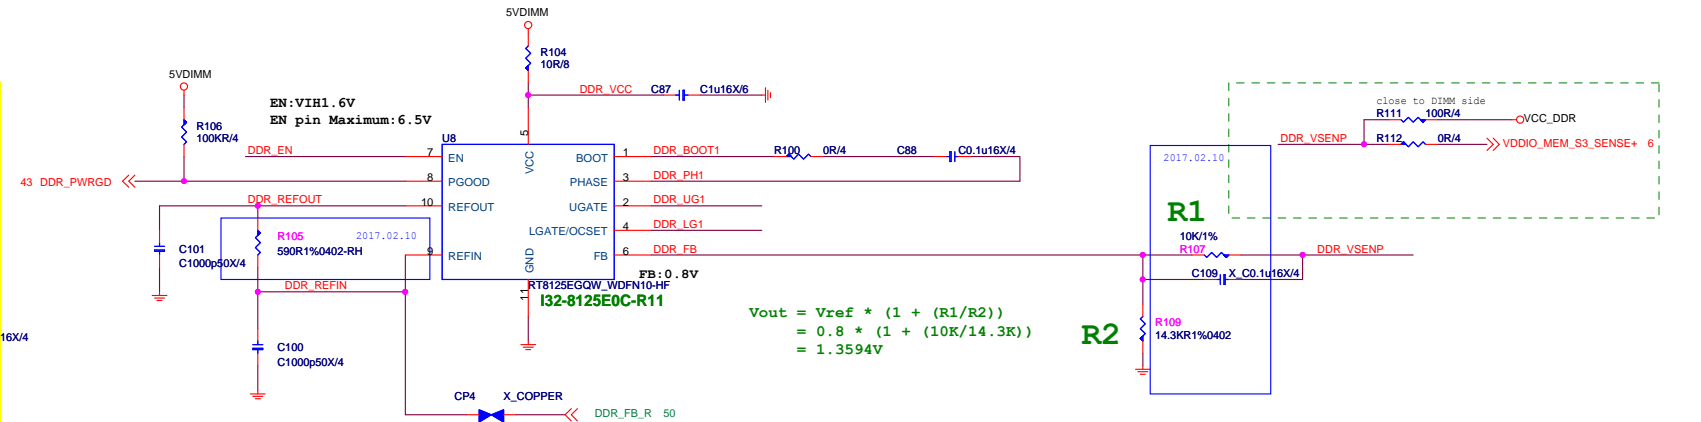 5VDIMM
R104
10R/8
5VDIMM
DDR_VCC
C87
C1u16X/6
EN:VIH1.6V
EN pin Maximum:6.5V
R106
100KR/4
close to DIMM side
R111
100R/4
VCC_DDR
DDR_VSENP
R112
0R/4
VDDIO_MEM_S3_SENSE+ 6
U8
5
DDR_EN
7
EN
VCC
BOOT
1
DDR_BOOT1
R100
0R/4
C88
C0.1u16X/4
2017.02.10
43 DDR_PWRGD
8
PGOOD
PHASE
3
DDR_PH1
DDR_REFOUT
10
REFOUT
UGATE
2
DDR_UG1
R1
LGATE/OCSET
4
DDR_LG1
R105
2017.02.10
590R1%0402-RH
10K/1%
R107
C101
C1000p50X/4
9
REFIN
GND
FB
6
DDR_FB
DDR_VSENP
FB:0.8V
C109
X_C0.1u16X/4
DDR_REFIN
11
RT8125EGQW_WDFN10-HF
I32-8125E0C-R11
Vout = Vref * (1 + (R1/R2))
= 0.8 * (1 + (10K/14.3K))
= 1.3594V
R2
R109
14.3KR1%0402
16X/4
C100
C1000p50X/4
CP4
X_COPPER
DDR_FB_R 50